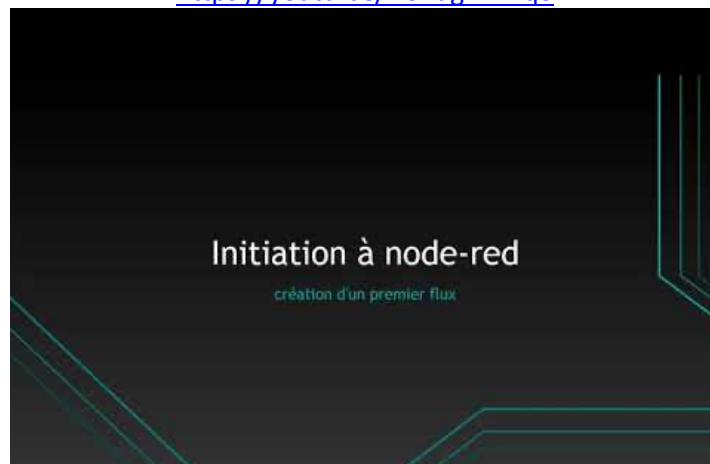 Initiation à node-red
création d'un premier flux